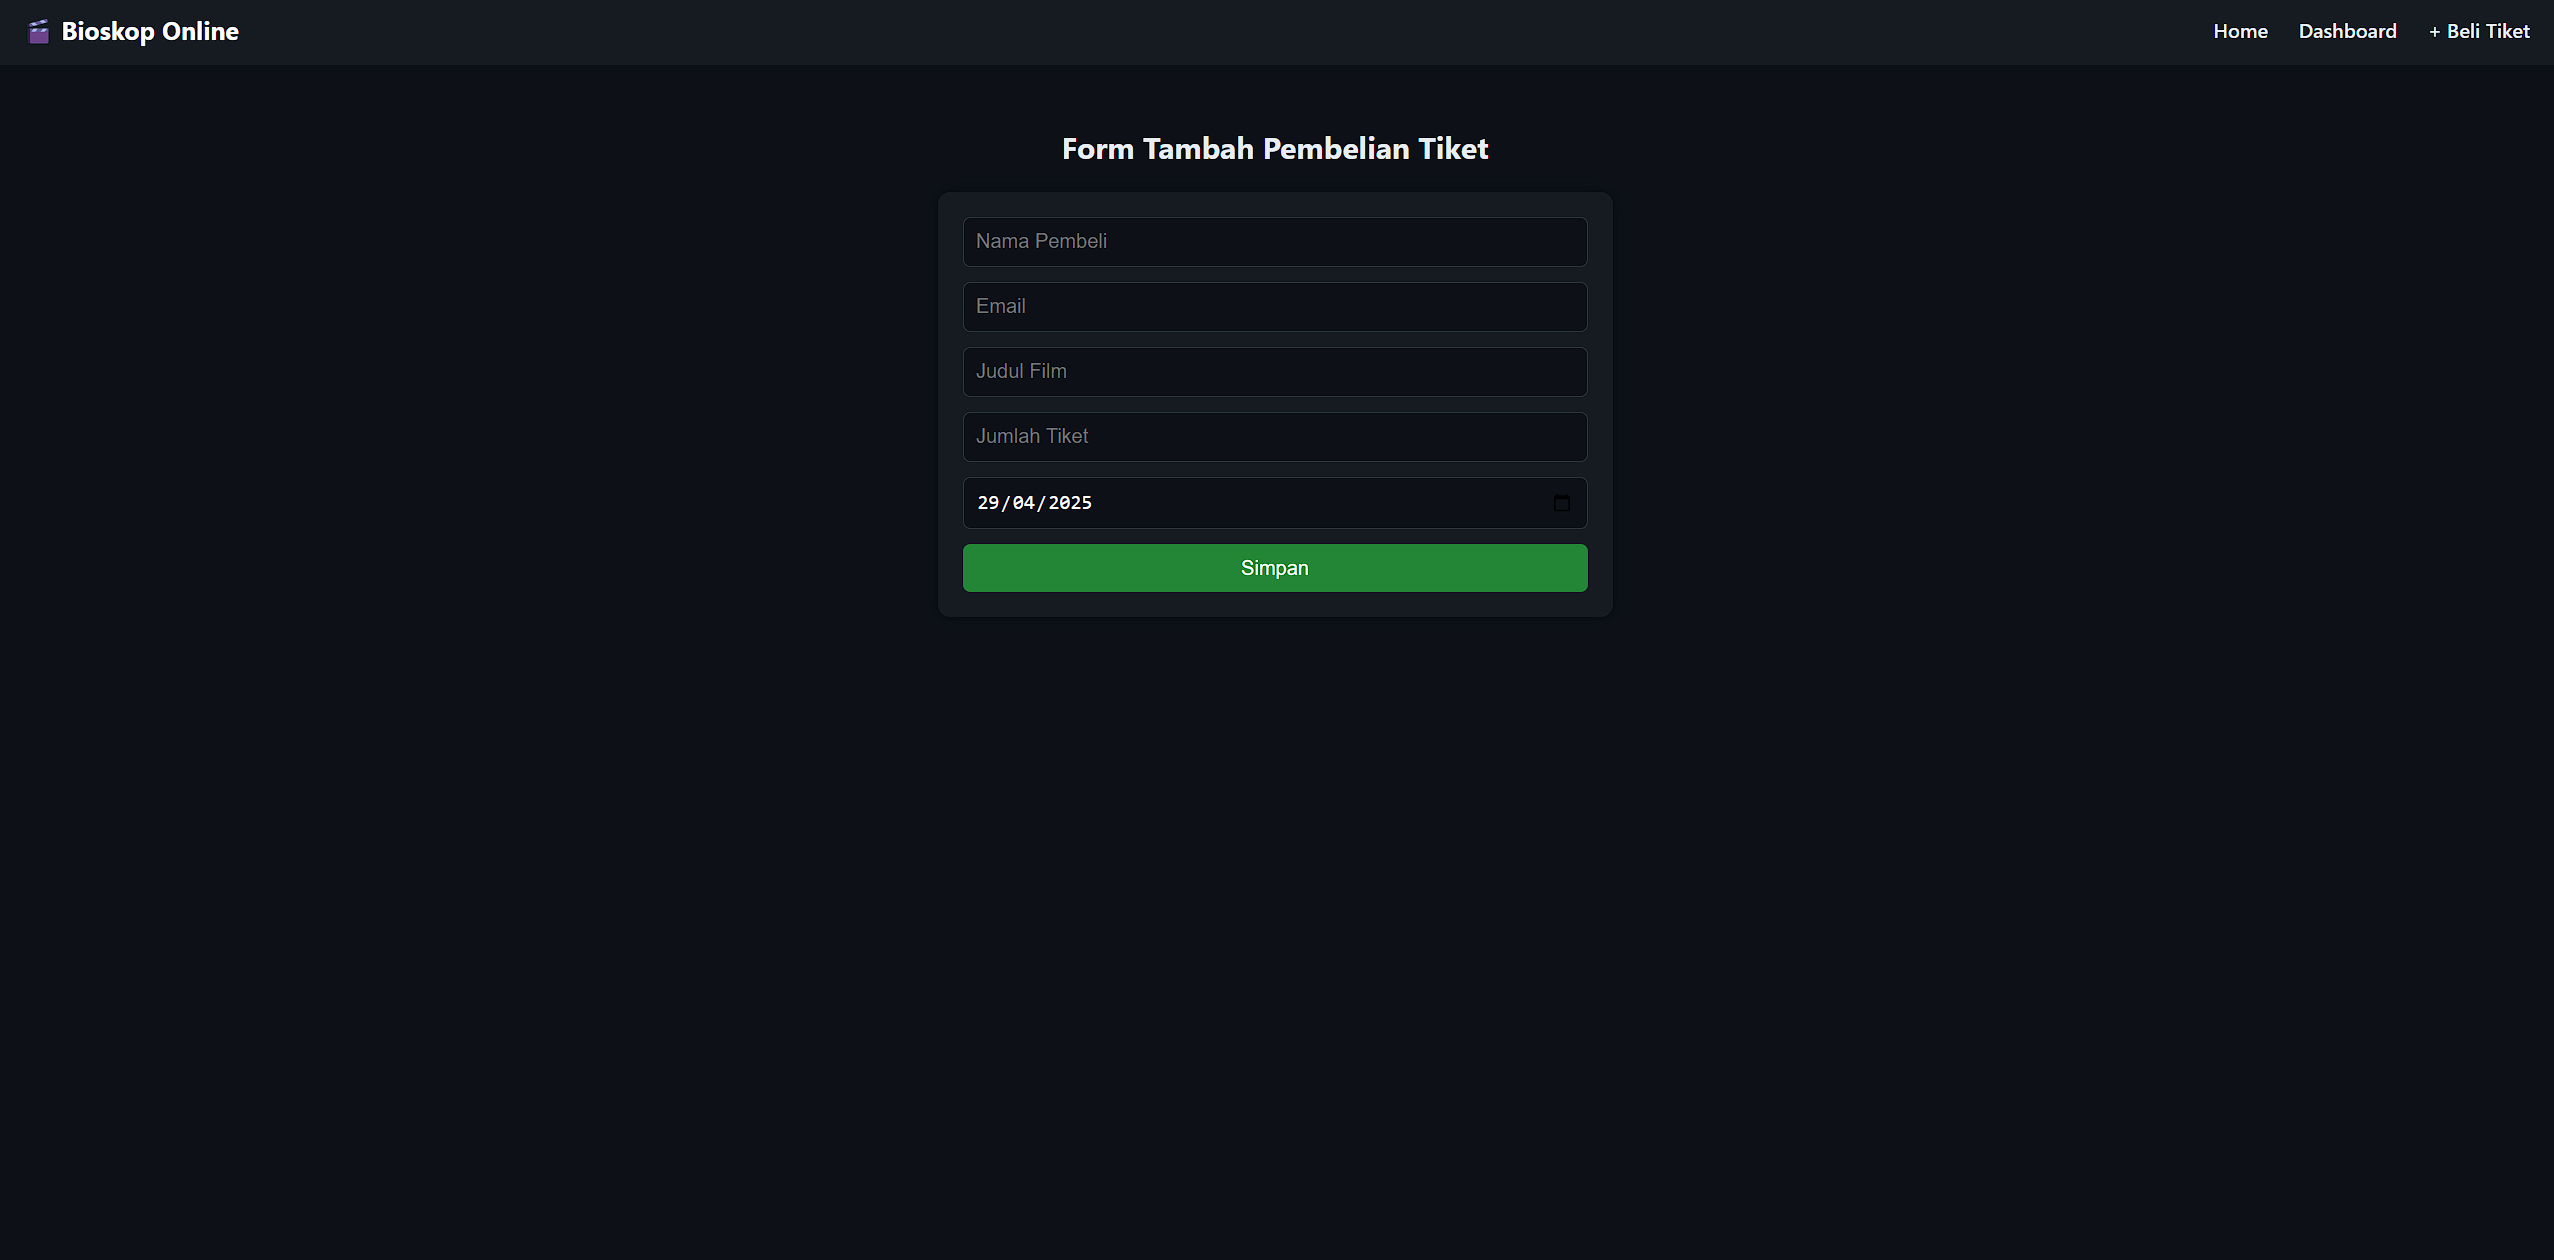 Bioskop Online
Home Dashboard + Beli Tiket
Form Tambah Pembelian Tiket
Nama Pembeli
Email
Judul Film
Jumlah Tiket
29/04/2025
Simpan